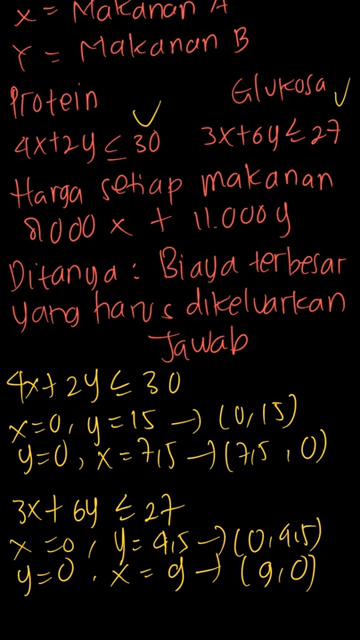 X = Makanan A
Y = Makanan B
Protein Glukosa
4x+2y ≤ 30 3x+6y ≤ 27
Harga setiap makanan
8000 x + 11.000 y
Ditanya : Biaya terbesar
yang harus dikeluarkan
Jawab
4x+2y ≤ 30
x=0, y=15 → (0,15)
y=0, x=7,5 → (7,5 , 0)
3x + 6y ≤ 27
x=0, y=4,5 → (0,4,5)
y=0, x=9 → (9,0)